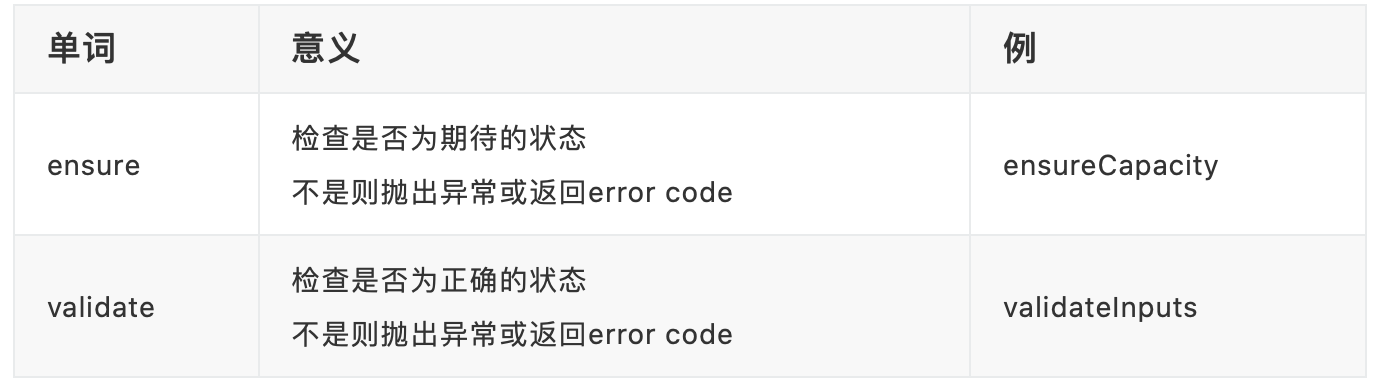 单词 意义 例
ensure 检查是否为期待的状态
不是则抛出异常或返回error code ensureCapacity
validate 检查是否为正确的状态
不是则抛出异常或返回error code validateInputs